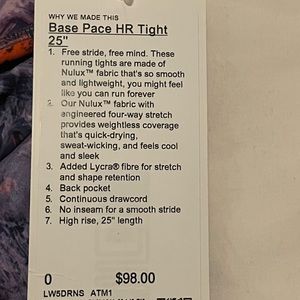 WHY WE MADE THIS
Base Pace HR Tight
25"
1. Free stride, free mind. These
running tights are made of
Nulux™ fabric that's so smooth
and lightweight, you might feel
like you can run forever
2. Our Nulux™ fabric with
engineered four-way stretch
provides weightless coverage
that's quick-drying,
sweat-wicking, and feels cool
and sleek
3. Added Lycra® fibre for stretch
and shape retention
4. Back pocket
5. Continuous drawcord
6. No inseam for a smooth stride
7. High rise, 25" length
0 $98.00
LW5DRNS ATM1